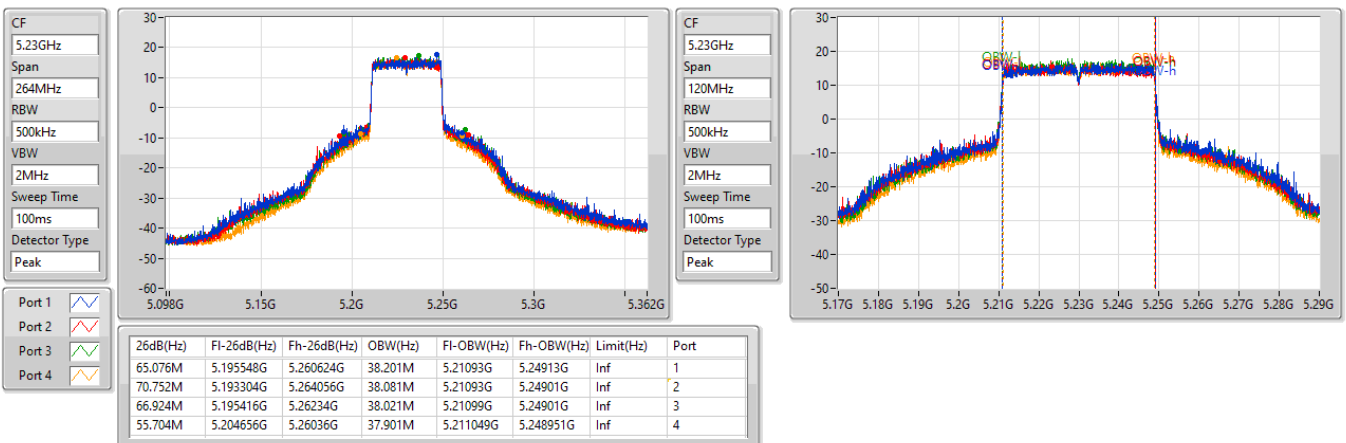 CF
5.23GHz
Span
264MHz
RBW
500kHz
VBW
2MHz
Sweep Time
100ms
Detector Type
Peak
30
20
10
0
-10
-20
-30
-40
-50
-60
5.098G 5.15G 5.2G 5.25G 5.3G 5.362G
CF
5.23GHz
Span
120MHz
RBW
500kHz
VBW
2MHz
Sweep Time
100ms
Detector Type
Peak
30
20
10
0
-10
-20
-30
-40
-50
OBW-h
5.17G 5.18G 5.19G 5.2G 5.21G 5.22G 5.23G 5.24G 5.25G 5.26G 5.27G 5.28G 5.29G
Port 1
Port 2
Port 3
Port 4
26dB(Hz) Fl-26dB(Hz) Fh-26dB(Hz) OBW(Hz) Fl-OBW(Hz) Fh-OBW(Hz) Limit(Hz) Port
65.076M 5.195548G 5.260624G 38.201M 5.21093G 5.24913G Inf 1
70.752M 5.193304G 5.264056G 38.081M 5.21093G 5.24901G Inf 2
66.924M 5.195416G 5.26234G 38.021M 5.21099G 5.24901G Inf 3
55.704M 5.204656G 5.26036G 37.901M 5.211049G 5.248951G Inf 4